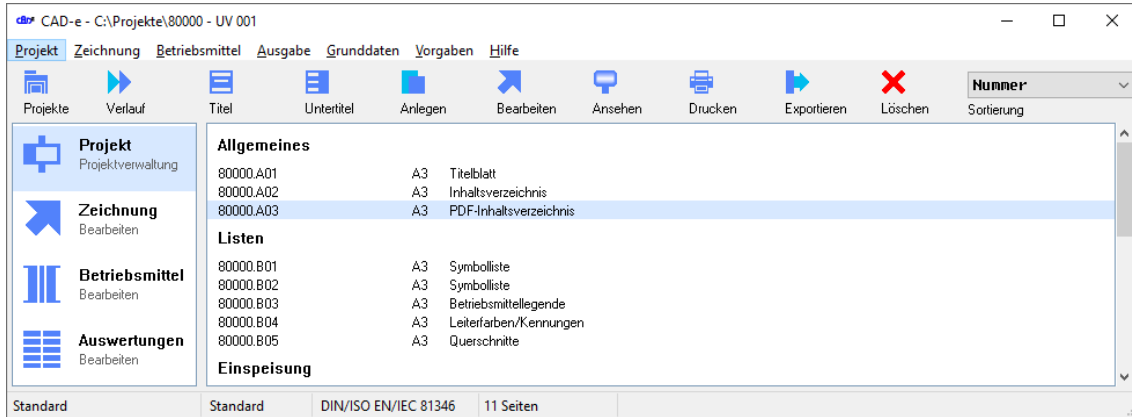 CAD-e - C:\Projekte\80000 - UV 001
Projekt Zeichnung Betriebsmittel Ausgabe Grunddaten Vorgaben Hilfe
Projekte Verlauf Titel Untertitel Anlegen Bearbeiten Ansehen Drucken Exportieren Löschen
Nummer
Sortierung
Projekt
Projektverwaltung
Zeichnung
Bearbeiten
Betriebsmittel
Bearbeiten
Auswertungen
Bearbeiten
Allgemeines
80000.A01 A3 Titelblatt
80000.A02 A3 Inhaltsverzeichnis
80000.A03 A3 PDF-Inhaltsverzeichnis
Listen
80000.B01 A3 Symbolliste
80000.B02 A3 Symbolliste
80000.B03 A3 Betriebsmittellegende
80000.B04 A3 Leiterfarben/Kennungen
80000.B05 A3 Querschnitte
Einspeisung
Standard Standard DIN/ISO EN/IEC 81346 11 Seiten